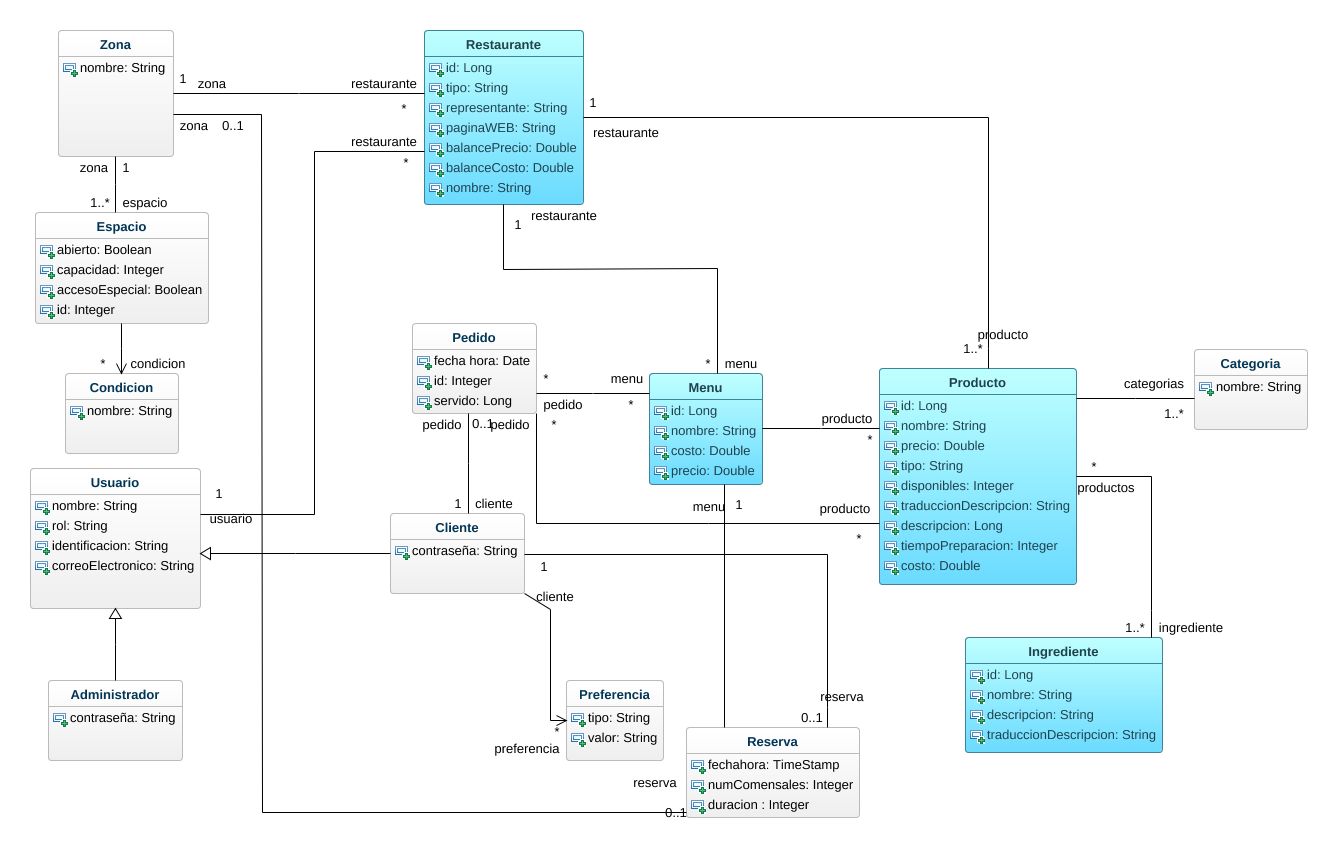 Zona
nombre: String
1
zona
restaurante
*
zona
0..1
zona
1
1..*
espacio
Restaurante
id: Long
tipo: String
representante: String
paginaWEB: String
balancePrecio: Double
balanceCosto: Double
nombre: String
1
restaurante
restaurante
*
restaurante
1
Espacio
abierto: Boolean
capacidad: Integer
accesoEspecial: Boolean
id: Integer
*
condicion
Condicion
nombre: String
Pedido
fecha hora: Date
id: Integer
servido: Long
*
menu
pedido
*
pedido
0..1
pedido
*
*
menu
Menu
id: Long
nombre: String
costo: Double
precio: Double
producto
*
menu
1
producto
1..*
Producto
id: Long
nombre: String
precio: Double
tipo: String
disponibles: Integer
traduccionDescripcion: String
descripcion: Long
tiempoPreparacion: Integer
costo: Double
categorias
1..*
Categoria
nombre: String
*
productos
producto
*
Usuario
nombre: String
rol: String
identificacion: String
correoElectronico: String
1
usuario
1
cliente
Cliente
contraseña: String
1
cliente
1..*
ingrediente
Ingrediente
id: Long
nombre: String
descripcion: String
traduccionDescripcion: String
Administrador
contraseña: String
Preferencia
tipo: String
valor: String
*
preferencia
reserva
0..1
Reserva
fechahora: TimeStamp
numComensales: Integer
duracion : Integer
reserva
0..1